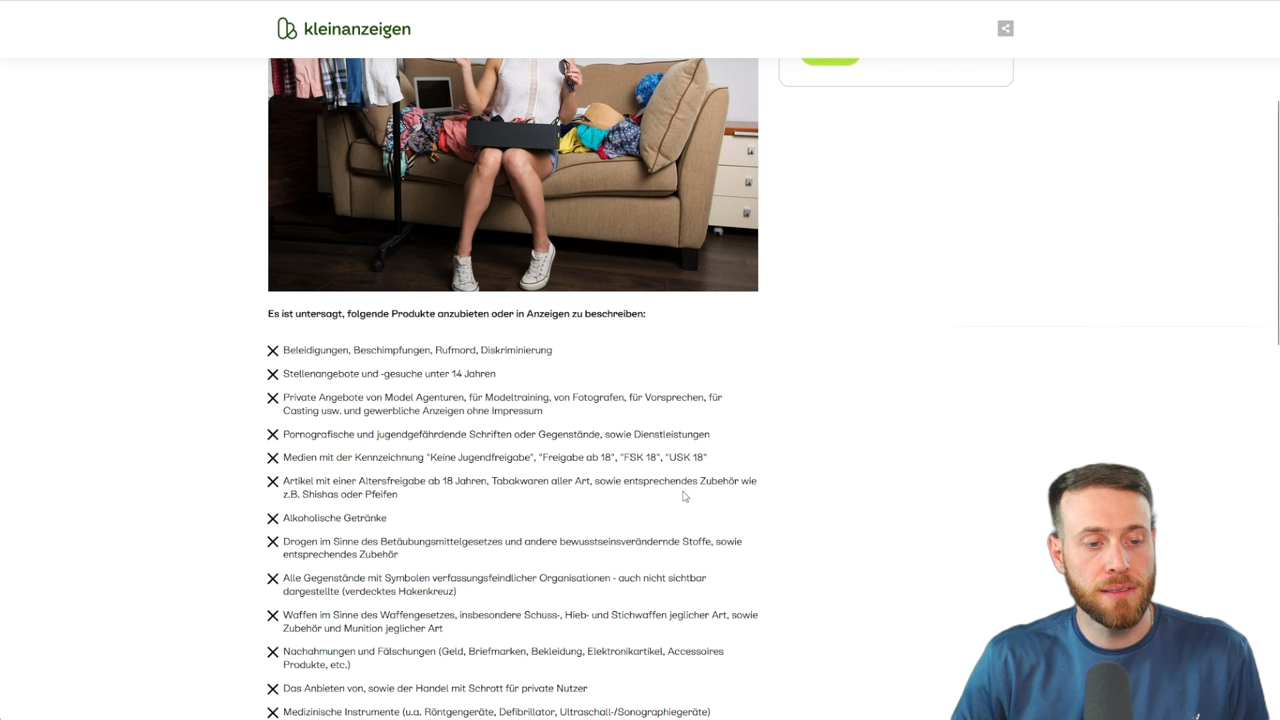 kleinanzeigen
Es ist untersagt, folgende Produkte anzubieten oder in Anzeigen zu beschreiben:
Beleidigungen, Beschimpfungen, Rufmord, Diskriminierung
Stellenangebote und -gesuche unter 14 Jahren
Private Angebote von Model Agenturen, für Modeltraining, von Fotografen, für Vorsprechen, für
Casting usw. und gewerbliche Anzeigen ohne Impressum
Pornografische und jugendgefährdende Schriften oder Gegenstände, sowie Dienstleistungen
Medien mit der Kennzeichnung "Keine Jugendfreigabe", "Freigabe ab 18", "FSK 18", "USK 18"
Artikel mit einer Altersfreigabe ab 18 Jahren, Tabakwaren aller Art, sowie entsprechendes Zubehör wie
z.B. Shishas oder Pfeifen
Alkoholische Getränke
Drogen im Sinne des Betäubungsmittelgesetzes und andere bewusstseinsverändernde Stoffe, sowie
entsprechendes Zubehör
Alle Gegenstände mit Symbolen verfassungsfeindlicher Organisationen - auch nicht sichtbar
dargestellte (verdecktes Hakenkreuz)
Waffen im Sinne des Waffengesetzes, insbesondere Schuss-, Hieb- und Stichwaffen jeglicher Art, sowie
Zubehör und Munition jeglicher Art
Nachahmungen und Fälschungen (Geld, Briefmarken, Bekleidung, Elektronikartikel, Accessoires
Produkte, etc.)
Das Anbieten von, sowie der Handel mit Schrott für private Nutzer
Medizinische Instrumente (u.a. Röntgengeräte, Defibrillator, Ultraschall-/Sonographiegeräte)